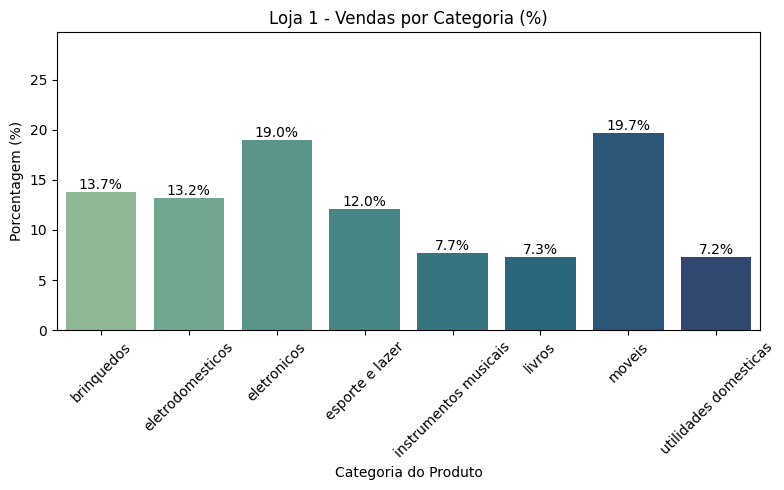 Loja 1 - Vendas por Categoria (%)
Porcentagem (%)
25
20
15
10
5
0
13.7%
13.2%
19.0%
12.0%
7.7%
7.3%
19.7%
7.2%
brinquedos
eletrodomesticos
eletronicos
esporte e lazer
instrumentos musicais
livros
moveis
utilidades domesticas
Categoria do Produto